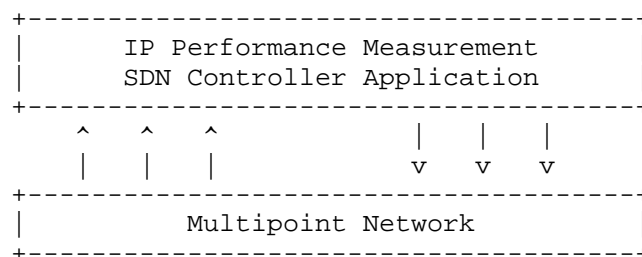 IP Performance Measurement
SDN Controller Application
Multipoint Network